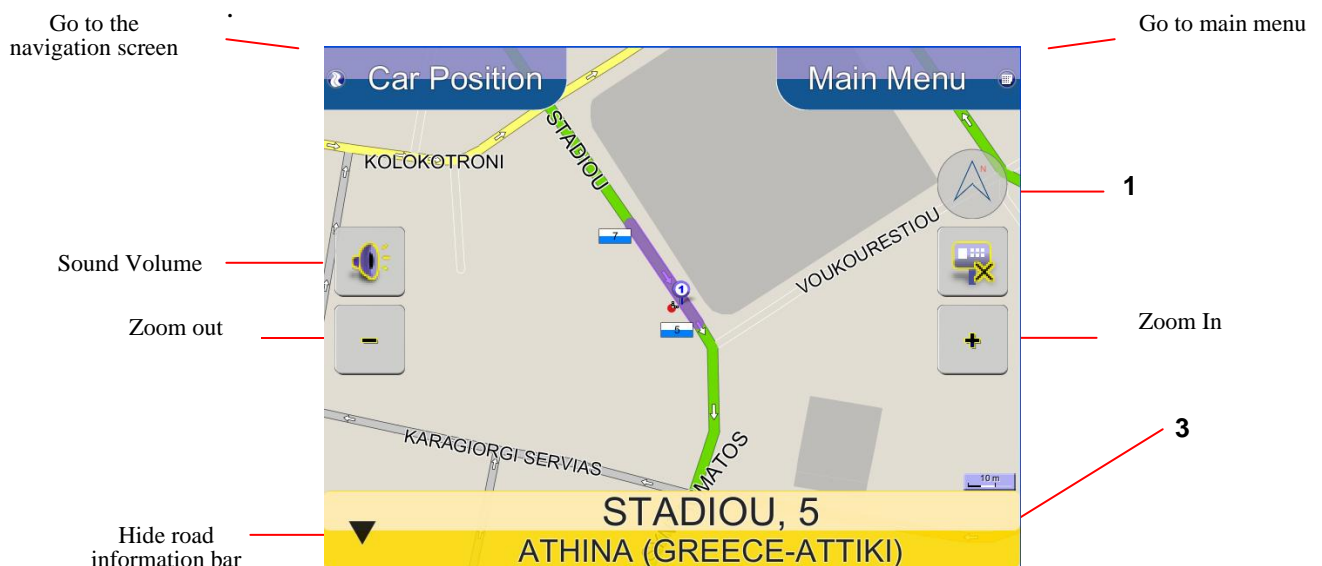 Go to the
navigation screen
.
Go to main menu
Car Position
Main Menu
STADIOU
KOLOKOTRONI
N
1
7
VOUKOURESTIOU
Sound Volume
1
5
Zoom out
-
+
Zoom In
3
KARAGIORGI SERVIAS
MATOS
10 m
STADIOU, 5
Hide road
information bar
ATHINA (GREECE-ATTIKI)